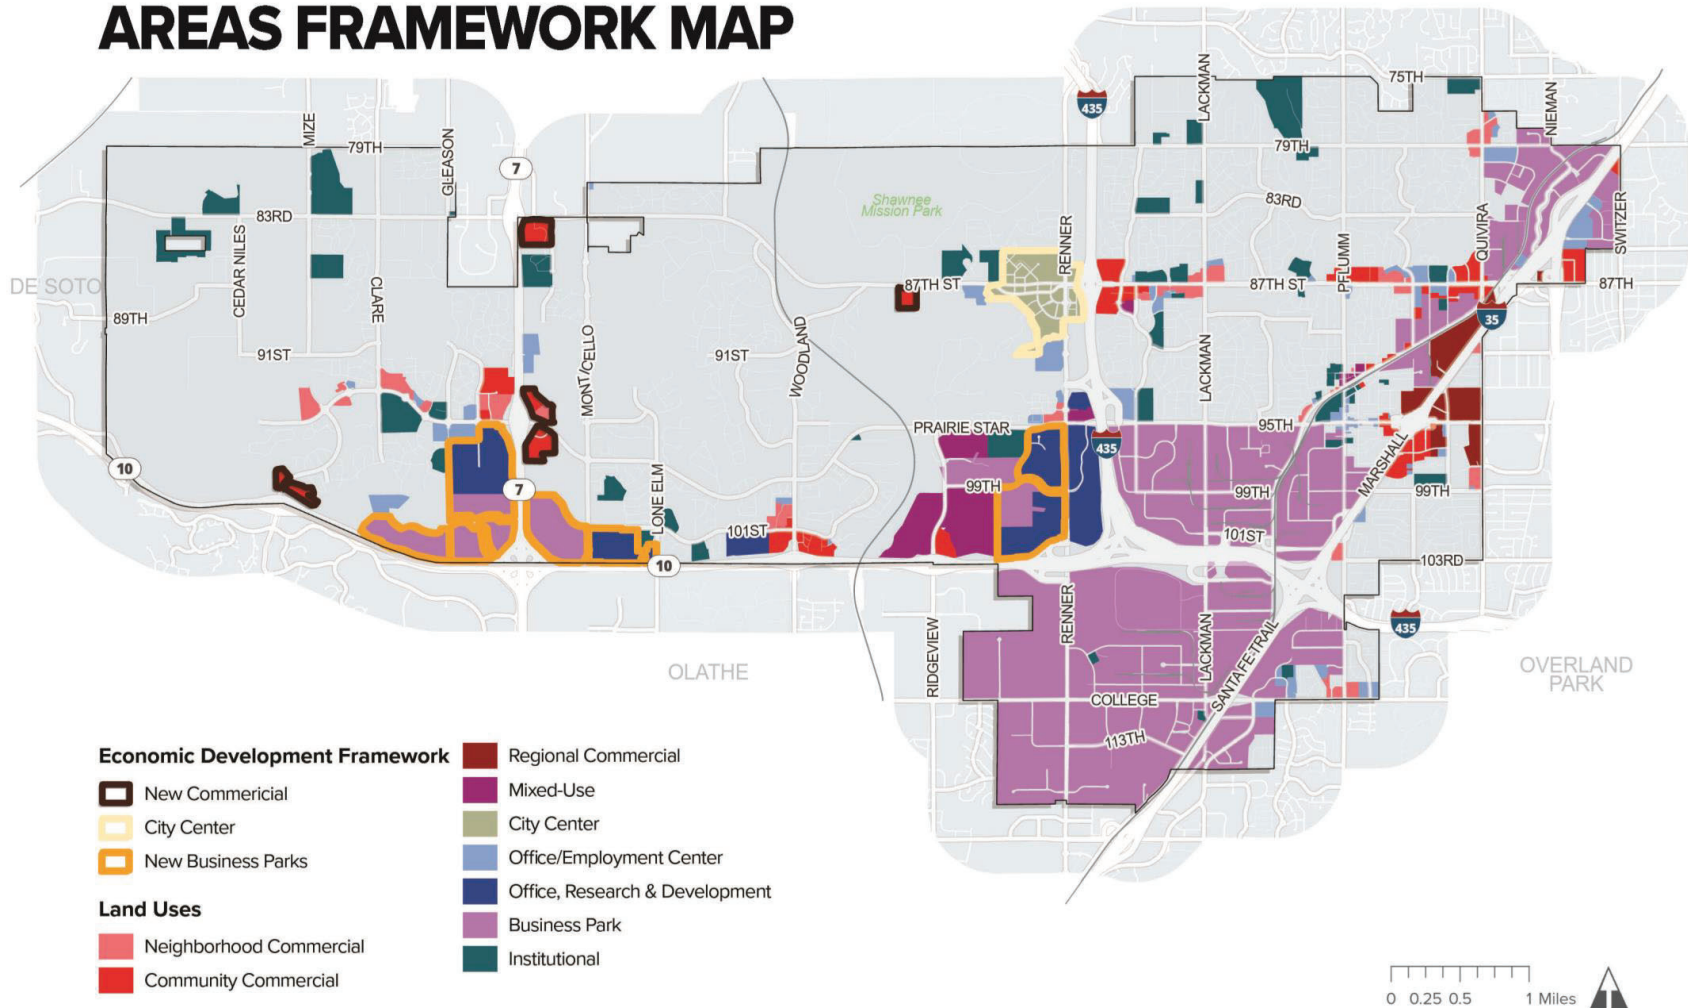 AREAS FRAMEWORK MAP
75TH
LACKMAN
NIEMAN
435
MIZE
GLEASON
79TH
7
79TH
Shawnee
Mission Park
83RD
83RD
CEDAR NILES
CLARE
RENNER
PFLUMM
QUIVIRA
SWITZER
DE SOTO
87TH ST
87TH ST
87TH
89TH
35
91ST
MONTICELLO
91ST
WOODLAND
LACKMAN
PRAIRIE STAR
95TH
435
MARSHALL
10
7
99TH
99TH
99TH
LONE ELM
101ST
101ST
10
103RD
RIDGEVIEW
RENNER
LACKMAN
SANTA FE TRAIL
435
OLATHE
OVERLAND
PARK
COLLEGE
113TH
Economic Development Framework
New Commericial
City Center
New Business Parks
Land Uses
Neighborhood Commercial
Community Commercial
Regional Commercial
Mixed-Use
City Center
Office/Employment Center
Office, Research & Development
Business Park
Institutional
0 0.25 0.5 1 Miles